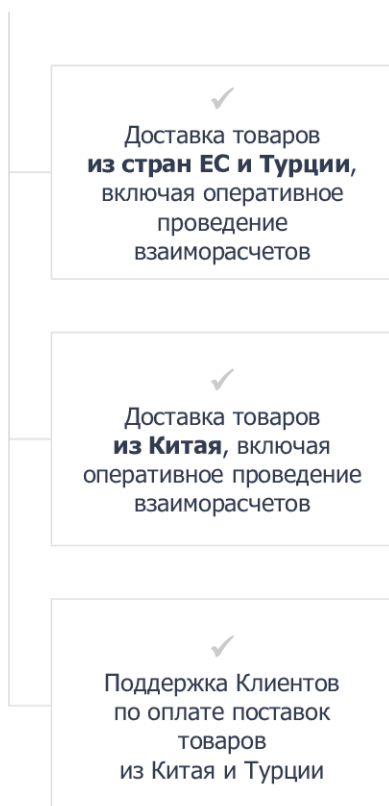 Доставка товаров
из стран ЕС и Турции,
включая оперативное
проведение
взаиморасчетов
Доставка товаров
из Китая, включая
оперативное проведение
взаиморасчетов
Поддержка Клиентов
по оплате поставок
товаров
из Китая и Турции